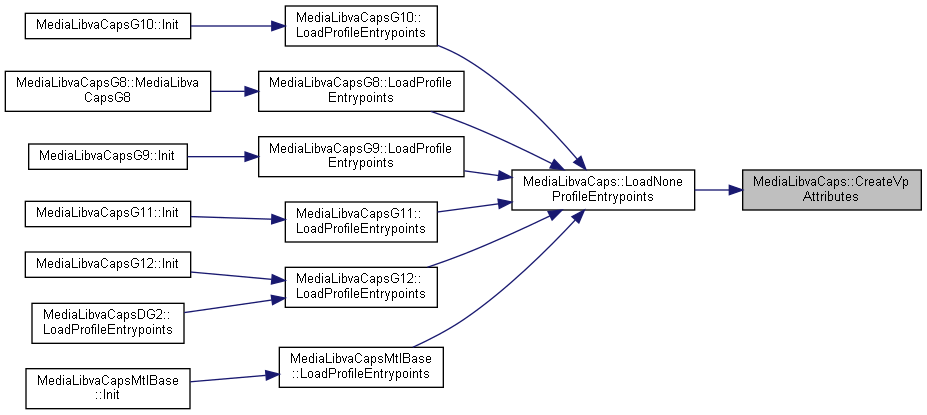 MediaLibvaCapsG10::Init
MediaLibvaCapsG10::
LoadProfileEntrypoints
MediaLibvaCapsG8::MediaLibva
CapsG8
MediaLibvaCapsG8::LoadProfile
Entrypoints
MediaLibvaCapsG9::Init
MediaLibvaCapsG9::LoadProfile
Entrypoints
MediaLibvaCaps::LoadNone
ProfileEntrypoints
MediaLibvaCaps::CreateVp
Attributes
MediaLibvaCapsG11::Init
MediaLibvaCapsG11::
LoadProfileEntrypoints
MediaLibvaCapsG12::Init
MediaLibvaCapsG12::
LoadProfileEntrypoints
MediaLibvaCapsDG2::
LoadProfileEntrypoints
MediaLibvaCapsMtlBase
::LoadProfileEntrypoints
MediaLibvaCapsMtlBase
::Init